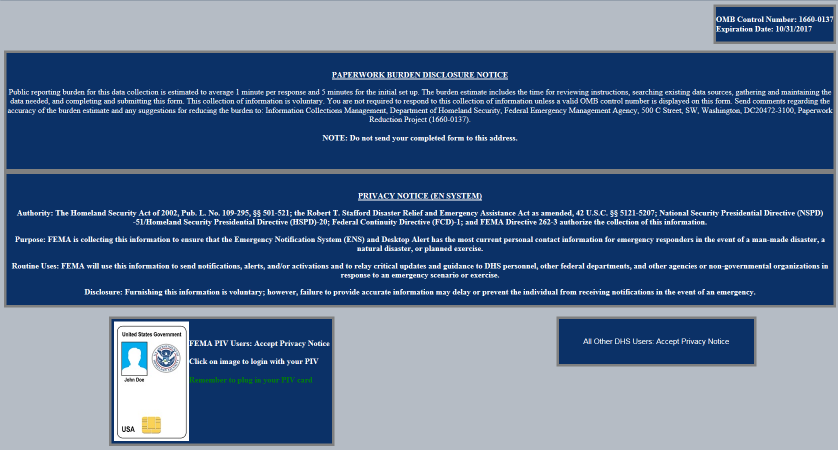 OMB Control Number: 1660-0137
Expiration Date: 10/31/2017
PAPERWORK BURDEN DISCLOSURE NOTICE
Public reporting burden for this data collection is estimated to average 1 minute per response and 5 minutes for the initial set up. The burden estimate includes the time for reviewing instructions, searching existing data sources, gathering and maintaining the
data needed, and completing and submitting this form. This collection of information is voluntary. You are not required to respond to this collection of information unless a valid OMB control number is displayed on this form. Send comments regarding the
accuracy of the burden estimate and any suggestions for reducing the burden to: Information Collections Management, Department of Homeland Security, Federal Emergency Management Agency, 500 C Street, SW, Washington, DC20472-3100, Paperwork
Reduction Project (1660-0137).
NOTE: Do not send your completed form to this address.
PRIVACY NOTICE (EN SYSTEM)
Authority: The Homeland Security Act of 2002, Pub. L. No. 109-295, §§ 501-521; the Robert T. Stafford Disaster Relief and Emergency Assistance Act as amended, 42 U.S.C. §§ 5121-5207; National Security Presidential Directive (NSPD)
-51/Homeland Security Presidential Directive (HSPD)-20; Federal Continuity Directive (FCD)-1; and FEMA Directive 262-3 authorize the collection of this information.
Purpose: FEMA is collecting this information to ensure that the Emergency Notification System (ENS) and Desktop Alert has the most current personal contact information for emergency responders in the event of a man-made disaster, a
natural disaster, or planned exercise.
Routine Uses: FEMA will use this information to send notifications, alerts, and/or activations and to relay critical updates and guidance to DHS personnel, other federal departments, and other agencies or non-governmental organizations in
response to an emergency scenario or exercise.
Disclosure: Furnishing this information is voluntary; however, failure to provide accurate information may delay or prevent the individual from receiving notifications in the event of an emergency.
United States Government
John Doe
USA
FEMA PIV Users: Accept Privacy Notice
Click on image to login with your PIV
Remember to plug in your PIV card
All Other DHS Users: Accept Privacy Notice